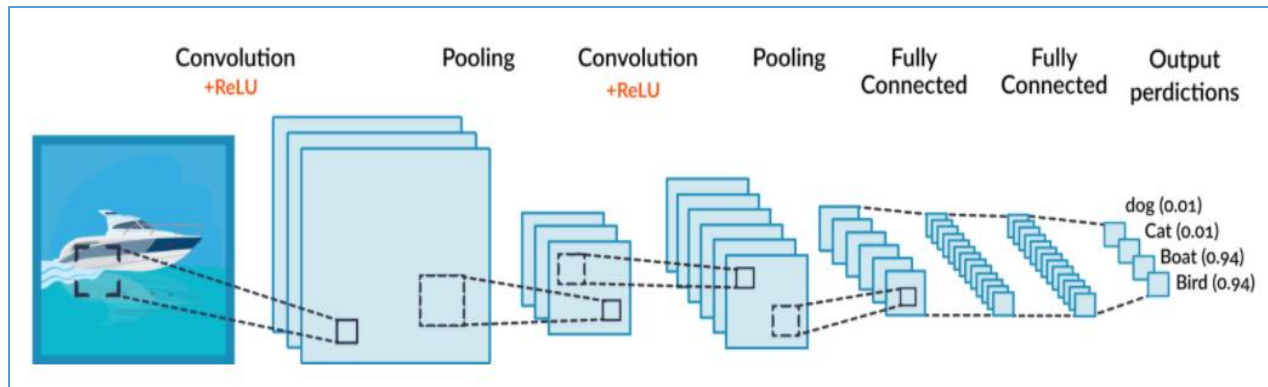 Convolution
+ReLU
Pooling
Convolution
+ReLU
Pooling
Fully
Connected
Fully
Connected
Output
perdictions
dog (0.01)
Cat (0.01)
Boat (0.94)
Bird (0.94)